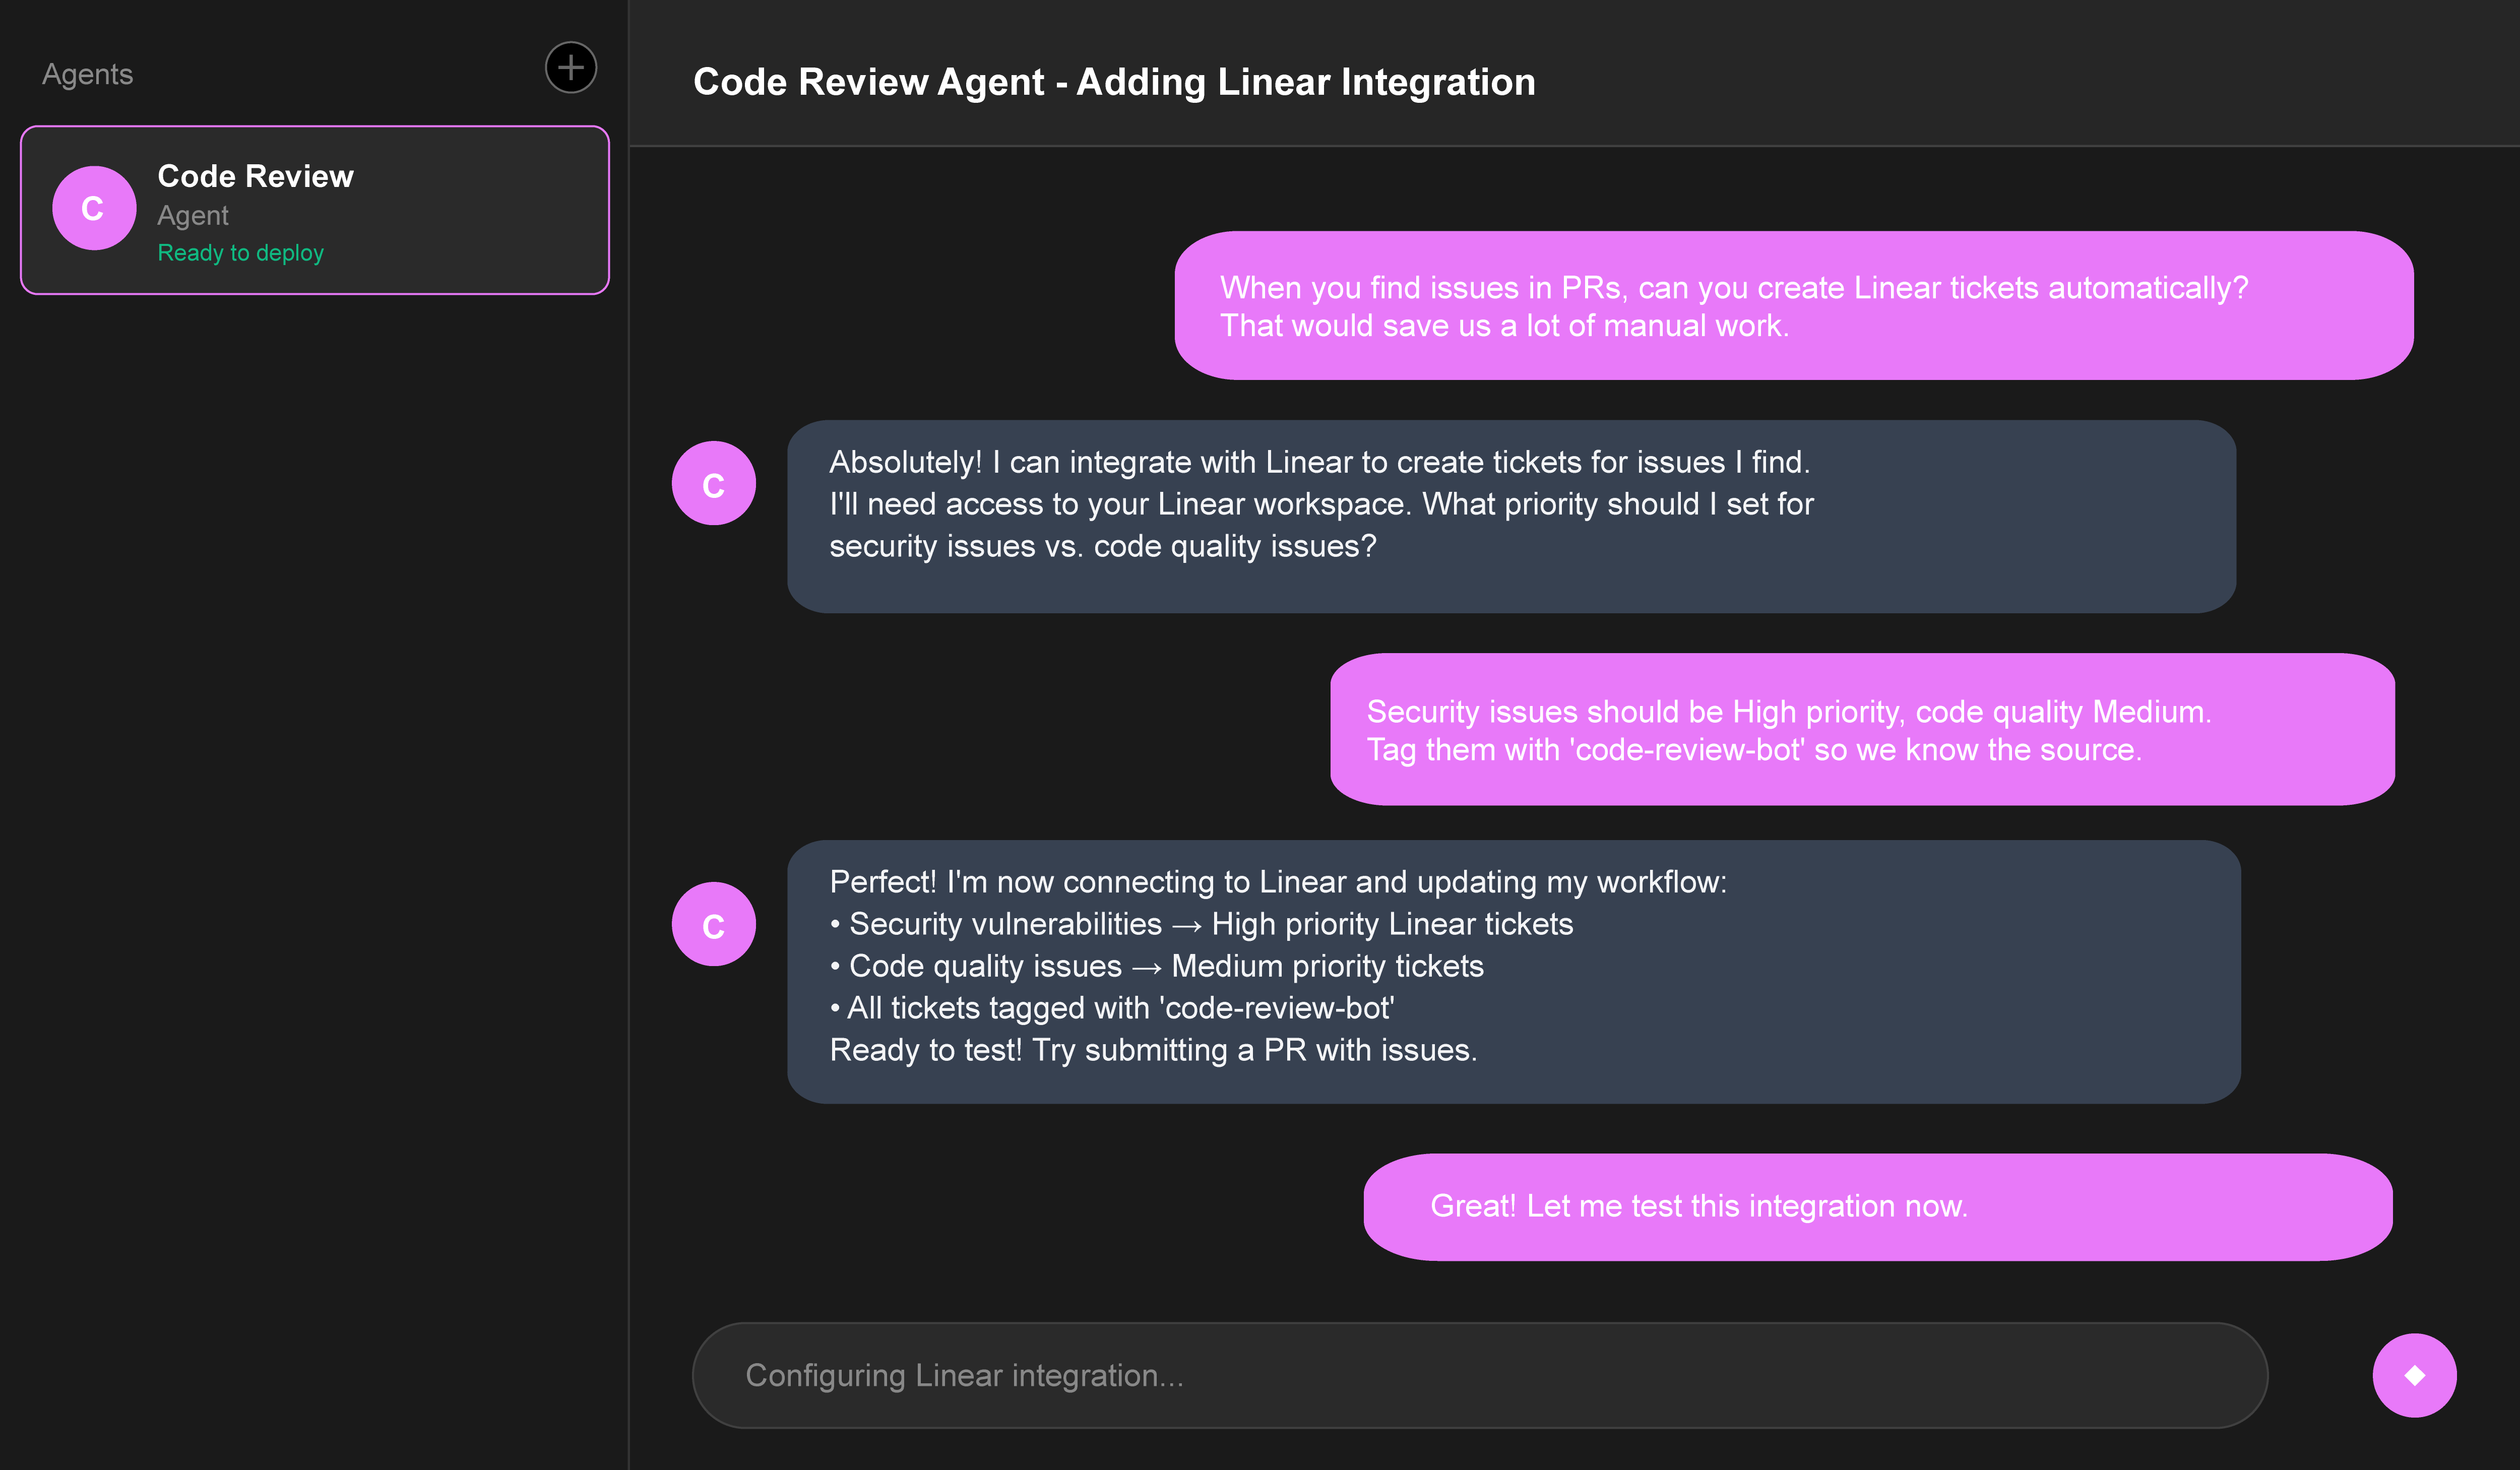 Agents
C
Code Review
Agent
Ready to deploy
Code Review Agent - Adding Linear Integration
When you find issues in PRs, can you create Linear tickets automatically?
That would save us a lot of manual work.
C
Absolutely! I can integrate with Linear to create tickets for issues I find.
I'll need access to your Linear workspace. What priority should I set for
security issues vs. code quality issues?
Security issues should be High priority, code quality Medium.
Tag them with 'code-review-bot' so we know the source.
C
Perfect! I'm now connecting to Linear and updating my workflow:
• Security vulnerabilities → High priority Linear tickets
• Code quality issues → Medium priority tickets
• All tickets tagged with 'code-review-bot'
Ready to test! Try submitting a PR with issues.
Great! Let me test this integration now.
Configuring Linear integration...